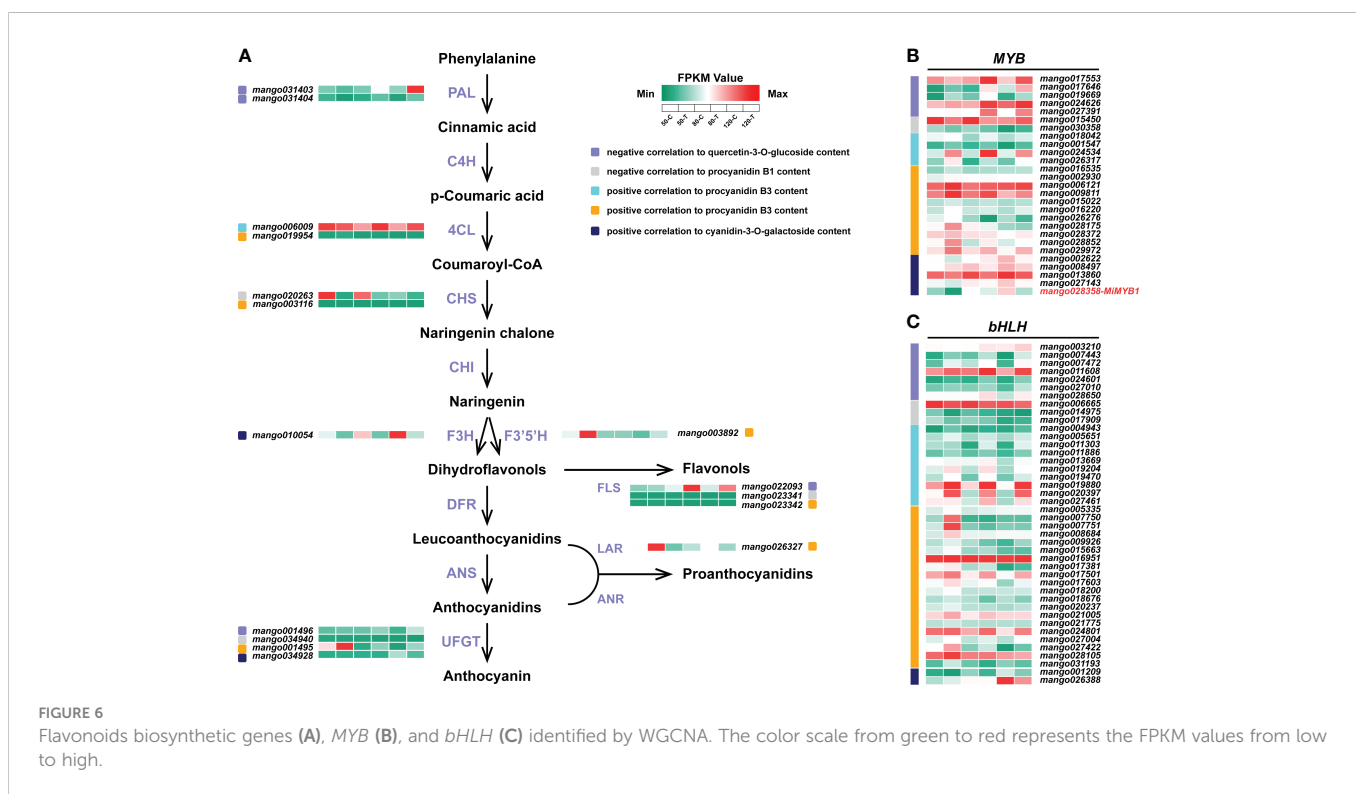 A
Phenylalanine
mango031403
mango031404
PAL
Cinnamic acid
C4H
p-Coumaric acid
mango006009
mango019954
4CL
Coumaroyl-CoA
mango020263
mango003116
CHS
Naringenin chalone
CHI
Naringenin
mango010054
F3H
F3'5'H
mango003892
Dihydroflavonols
Flavonols
FLS
mango022093
mango023341
mango023342
DFR
Leucoanthocyanidins
LAR
mango026327
ANS
Proanthocyanidins
ANR
Anthocyanidins
mango001496
mango034940
mango001495
mango034928
UFGT
Anthocyanin
FPKM Value
Min
Max
50-C
50-T
80-C
80-T
120-C
120-T
negative correlation to quercetin-3-O-glucoside content
negative correlation to procyanidin B1 content
positive correlation to procyanidin B3 content
positive correlation to procyanidin B3 content
positive correlation to cyanidin-3-O-galactoside content
B
MYB
mango017553
mango017646
mango019669
mango024626
mango027391
mango015450
mango030358
mango018042
mango001547
mango024534
mango026317
mango016535
mango002930
mango006121
mango009811
mango015022
mango016220
mango026276
mango028175
mango028372
mango028852
mango029972
mango002622
mango008497
mango013860
mango027143
mango028358-MiMYB1
C
bHLH
mango003210
mango007443
mango007472
mango011608
mango024601
mango027010
mango028650
mango006665
mango014975
mango017909
mango004943
mango005651
mango011303
mango011886
mango013669
mango019204
mango019470
mango019880
mango020397
mango027461
mango005335
mango007750
mango007751
mango008684
mango009926
mango015663
mango016951
mango017381
mango017501
mango017603
mango018200
mango018676
mango020237
mango021005
mango021775
mango024801
mango027004
mango027422
mango028105
mango031193
mango001209
mango026388
FIGURE 6
Flavonoids biosynthetic genes (A), MYB (B), and bHLH (C) identified by WGCNA. The color scale from green to red represents the FPKM values from low
to high.